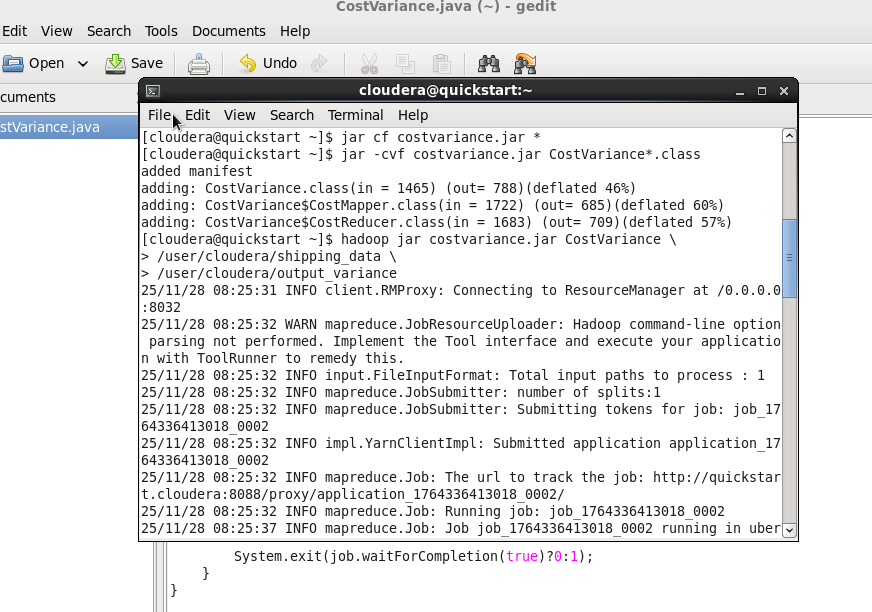 CostVariance.java (~) - gedit
Edit View Search Tools Documents Help
Open Save Undo
cuments
stVariance.java
cloudera@quickstart:~
File Edit View Search Terminal Help
[cloudera@quickstart ~]$ jar cf costvariance.jar *
[cloudera@quickstart ~]$ jar -cvf costvariance.jar CostVariance*.class
added manifest
adding: CostVariance.class(in = 1465) (out= 788)(deflated 46%)
adding: CostVariance$CostMapper.class(in = 1722) (out= 685)(deflated 60%)
adding: CostVariance$CostReducer.class(in = 1683) (out= 709)(deflated 57%)
[cloudera@quickstart ~]$ hadoop jar costvariance.jar CostVariance \
> /user/cloudera/shipping_data \
> /user/cloudera/output_variance
25/11/28 08:25:31 INFO client.RMProxy: Connecting to ResourceManager at /0.0.0.0
:8032
25/11/28 08:25:32 WARN mapreduce.JobResourceUploader: Hadoop command-line option
 parsing not performed. Implement the Tool interface and execute your applicatio
n with ToolRunner to remedy this.
25/11/28 08:25:32 INFO input.FileInputFormat: Total input paths to process : 1
25/11/28 08:25:32 INFO mapreduce.JobSubmitter: number of splits:1
25/11/28 08:25:32 INFO mapreduce.JobSubmitter: Submitting tokens for job: job_17
64336413018_0002
25/11/28 08:25:32 INFO impl.YarnClientImpl: Submitted application application_17
64336413018_0002
25/11/28 08:25:32 INFO mapreduce.Job: The url to track the job: http://quickstar
t.cloudera:8088/proxy/application_1764336413018_0002/
25/11/28 08:25:32 INFO mapreduce.Job: Running job: job_1764336413018_0002
25/11/28 08:25:37 INFO mapreduce.Job: Job job_1764336413018_0002 running in uber
System.exit(job.waitForCompletion(true)?0:1);
}
}